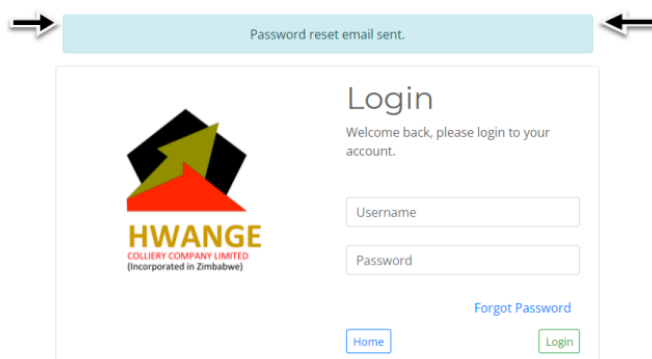 Password reset email sent.
Login
Welcome back, please login to your
account.
HWANGE
COLLIERY COMPANY LIMITED
(Incorporated in Zimbabwe)
Username
Password
Forgot Password
Home
Login